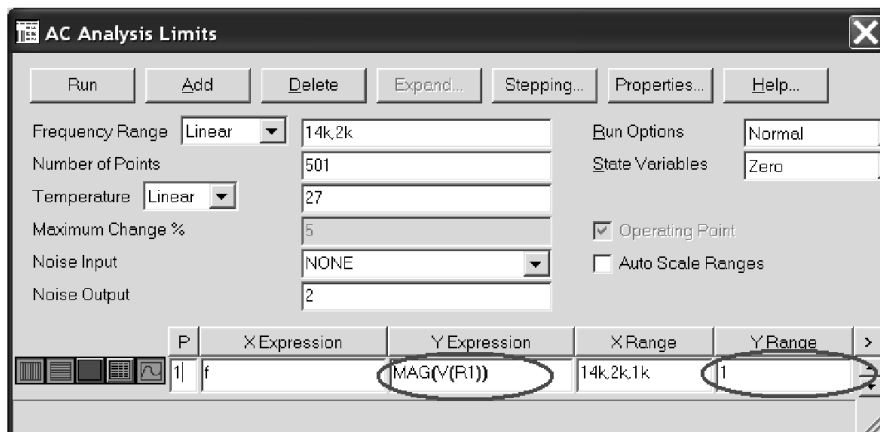 AC Analysis Limits
Run Add Delete Expand... Stepping... Properties... Help...
Frequency Range Linear 14k,2k Run Options Normal
Number of Points 501 State Variables Zero
Temperature Linear 27
Maximum Change % 5 Operating Point
Noise Input NONE Auto Scale Ranges
Noise Output 2
P X Expression Y Expression X Range Y Range >
1 f MAG(V(R1)) 14k,2k,1k 1